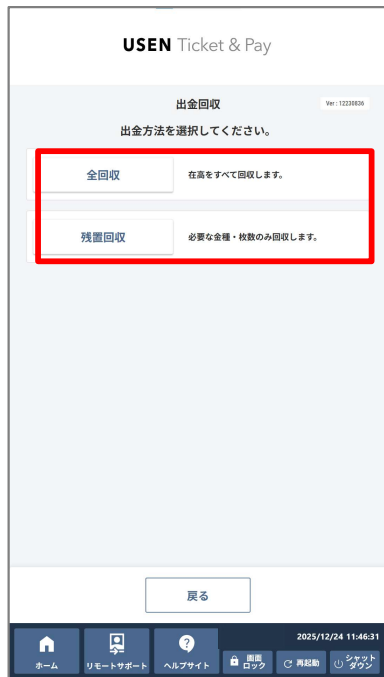 USEN Ticket & Pay
出金回収
Ver : 12230836
出金方法を選択してください。
全回収
在高をすべて回収します。
残置回収
必要な金種・枚数のみ回収します。
戻る
2025/12/24 11:46:31
ホーム
リモートサポート
ヘルプサイト
画面
ロック
再起動
シャット
ダウン